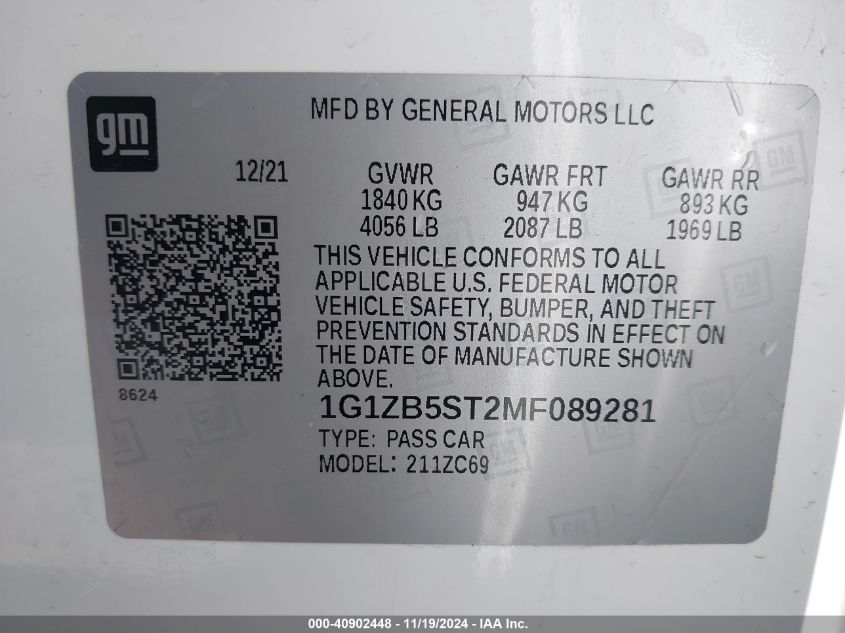 gm
MFD BY GENERAL MOTORS LLC
12/21 GVWR GAWR FRT GAWR RR
1840 KG 947 KG 893 KG
4056 LB 2087 LB 1969 LB
THIS VEHICLE CONFORMS TO ALL
APPLICABLE U.S. FEDERAL MOTOR
VEHICLE SAFETY, BUMPER, AND THEFT
PREVENTION STANDARDS IN EFFECT ON
THE DATE OF MANUFACTURE SHOWN
ABOVE.
8624
1G1ZB5ST2MF089281
TYPE: PASS CAR
MODEL: 211ZC69
GM
GM
GM
000-40902448 - 11/19/2024 - IAA Inc.